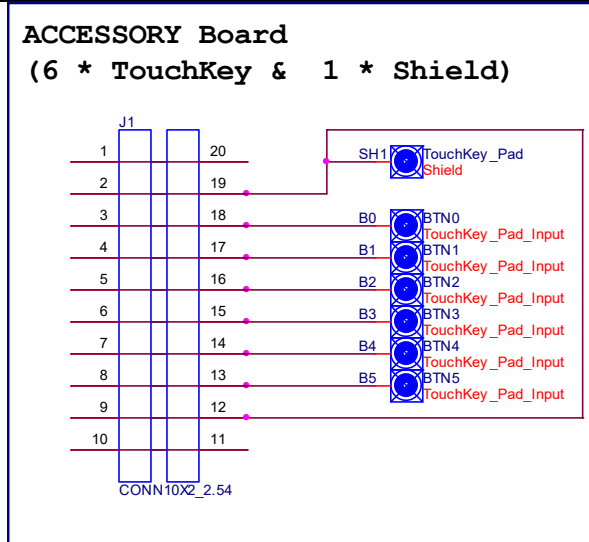 ACCESSORY Board
(6 * TouchKey & 1 * Shield)
J1
1 20
2 19
3 18
4 17
5 16
6 15
7 14
8 13
9 12
10 11
CONN10X2_2.54
SH1 TouchKey_Pad
Shield
B0 BTN0
TouchKey_Pad_Input
B1 BTN1
TouchKey_Pad_Input
B2 BTN2
TouchKey_Pad_Input
B3 BTN3
TouchKey_Pad_Input
B4 BTN4
TouchKey_Pad_Input
B5 BTN5
TouchKey_Pad_Input